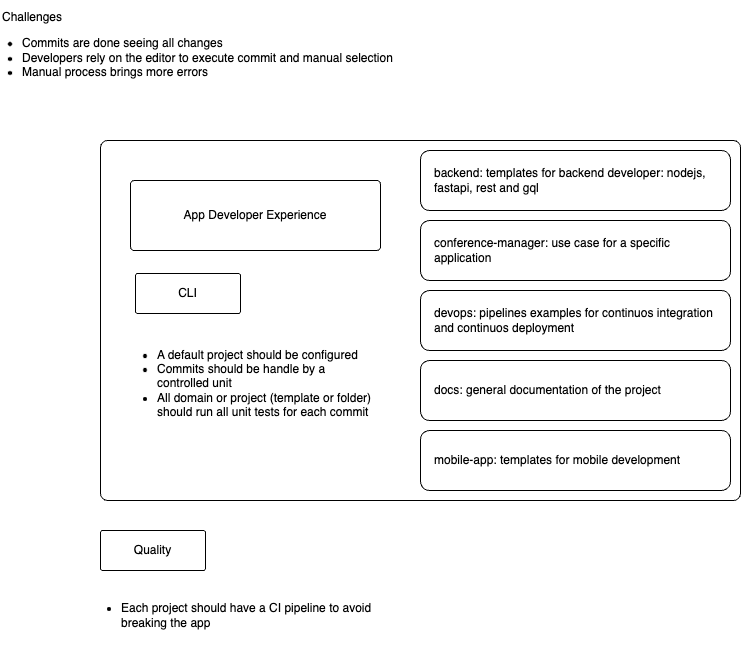 Challenges
• Commits are done seeing all changes
• Developers rely on the editor to execute commit and manual selection
• Manual process brings more errors
App Developer Experience
CLI
• A default project should be configured
• Commits should be handle by a
controlled unit
• All domain or project (template or folder)
should run all unit tests for each commit
backend: templates for backend developer: nodejs,
fastapi, rest and gql
conference-manager: use case for a specific
application
devops: pipelines examples for continuos integration
and continuos deployment
docs: general documentation of the project
mobile-app: templates for mobile development
Quality
• Each project should have a CI pipeline to avoid
breaking the app